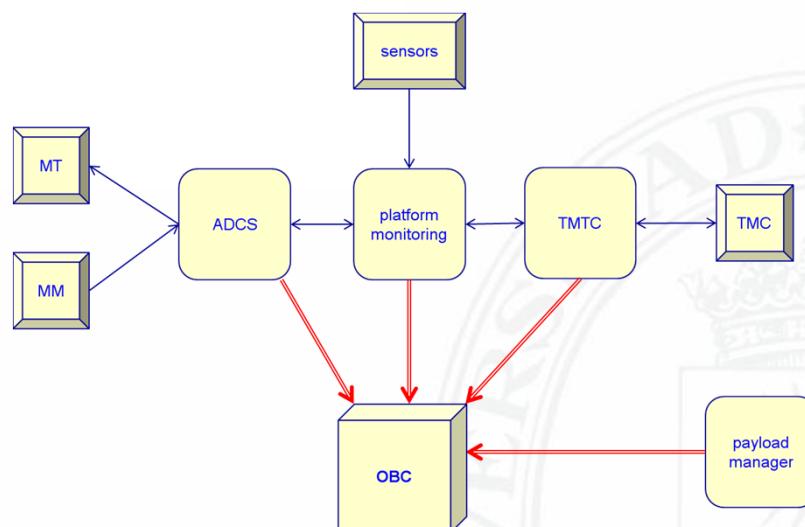 sensors
MT
ADCS
platform
monitoring
TMTC
TMC
MM
OBC
payload
manager